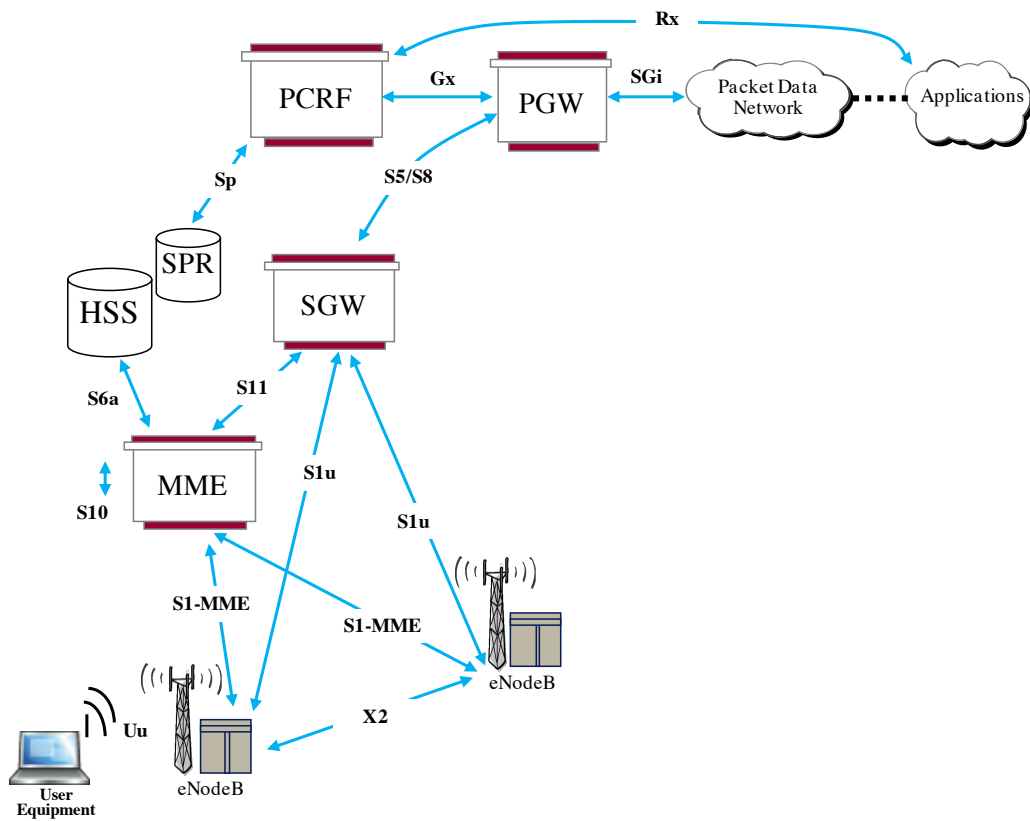 Rx
PCRF
Gx
PGW
SGi
Packet Data
Network
Applications
Sp
S5/S8
SPR
HSS
SGW
S6a
S11
MME
S10
S1u
S1u
S1-MME
S1-MME
eNodeB
X2
Uu
eNodeB
User
Equipment